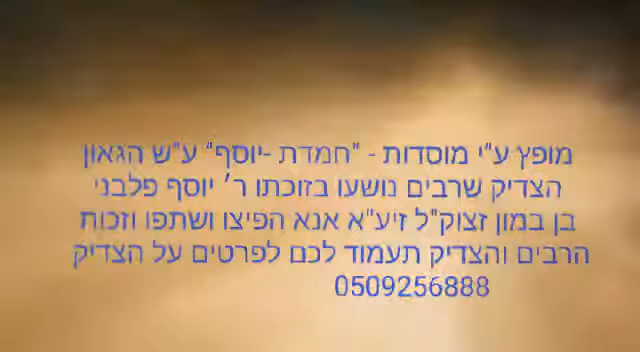 מופץ ע"י מוסדות - "חמדת -יוסף" ע"ש הגאון
הצדיק שרבים נושעו בזוכתו ר' יוסף פלבני
בן במון זצוק"ל זיע"א אנא הפיצו ושתפו וזכות
הרבים והצדיק תעמוד לכם לפרטים על הצדיק
0509256888